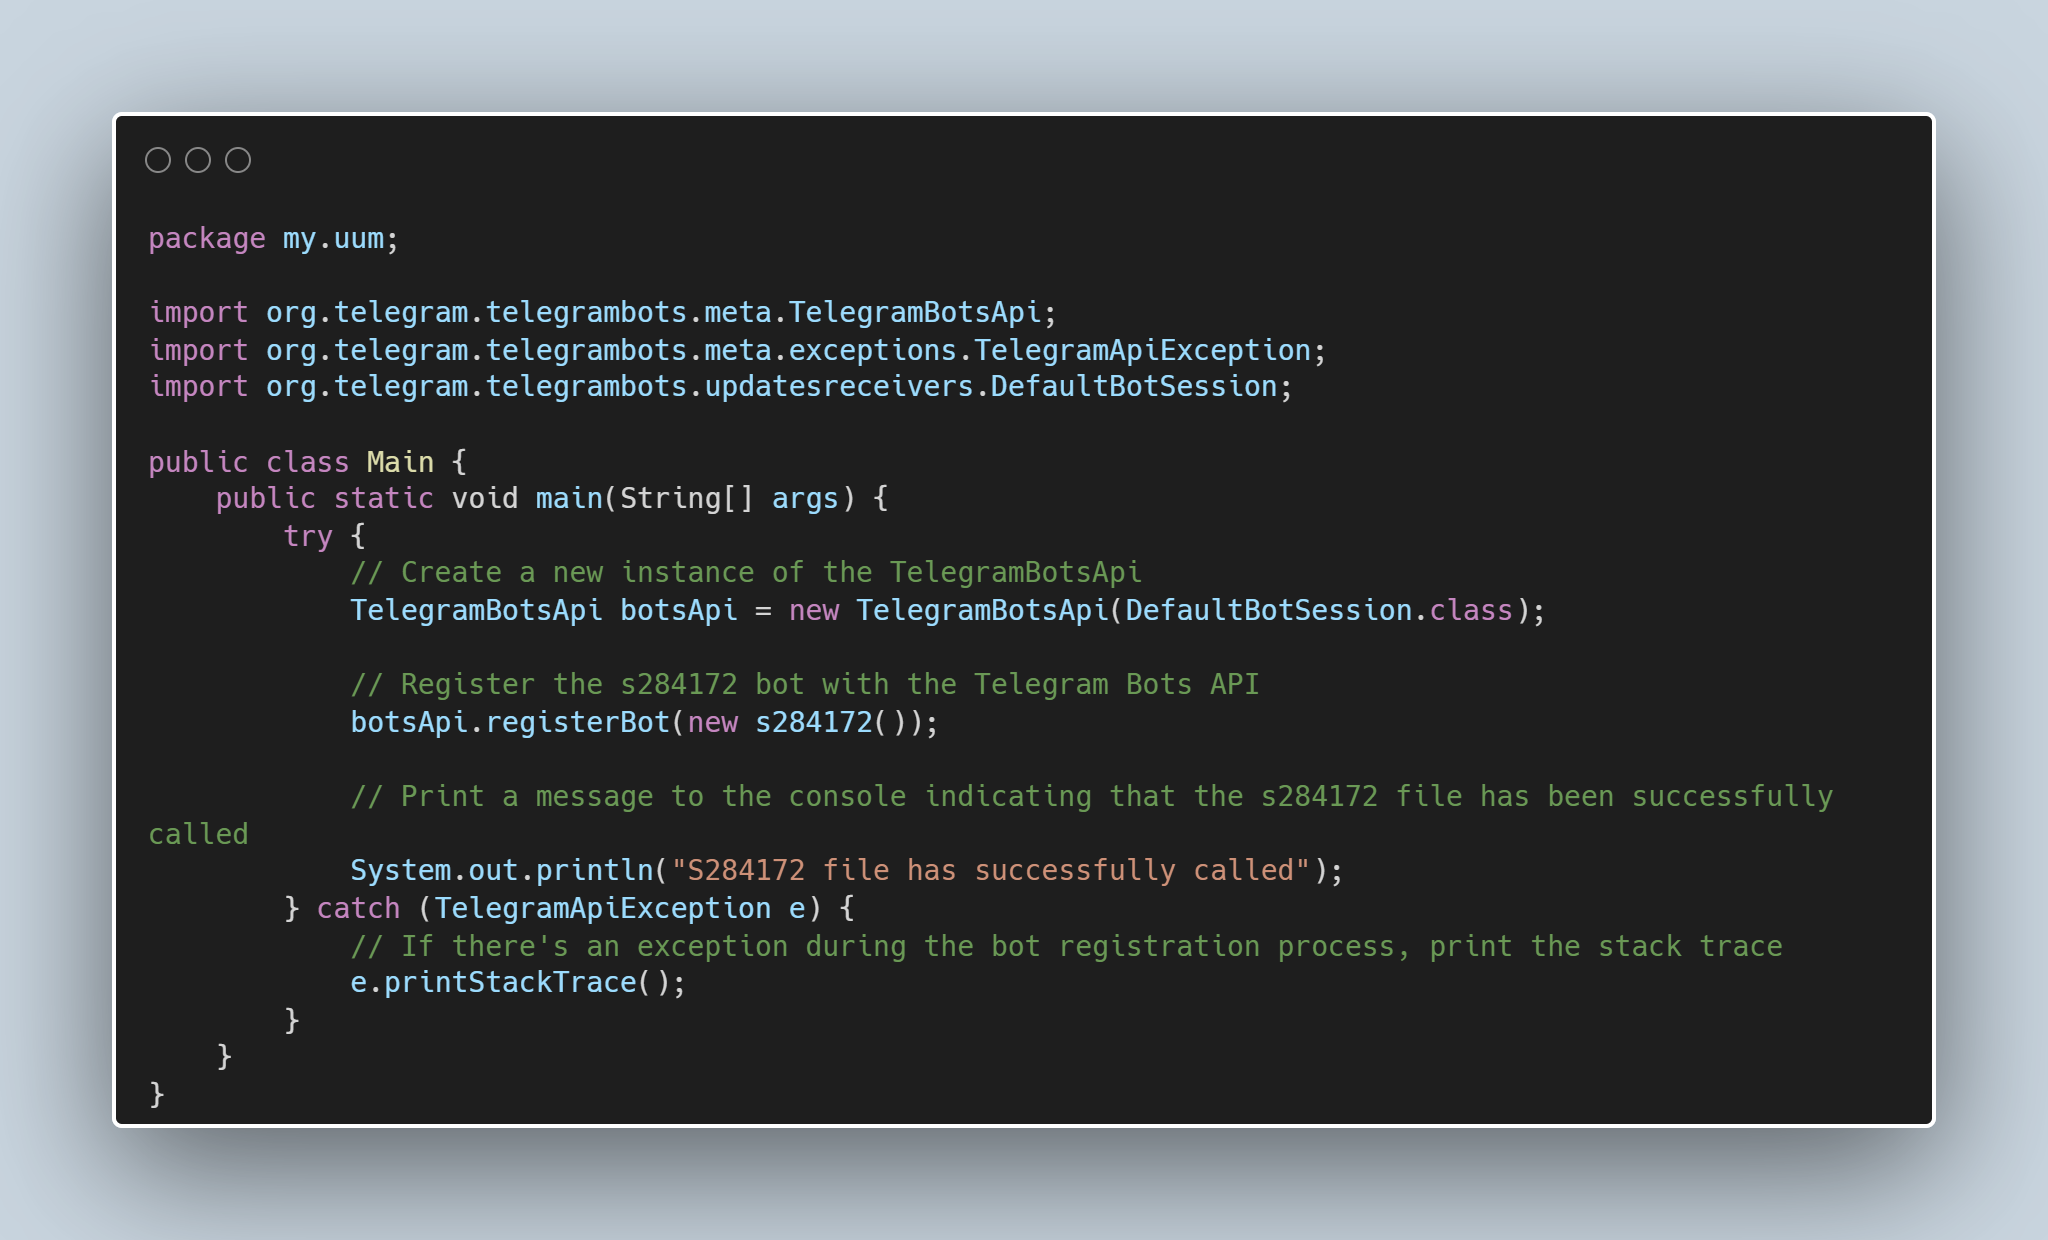 package my.uum;

import org.telegram.telegrambots.meta.TelegramBotsApi;
import org.telegram.telegrambots.meta.exceptions.TelegramApiException;
import org.telegram.telegrambots.updatesreceivers.DefaultBotSession;

public class Main {
    public static void main(String[] args) {
        try {
            // Create a new instance of the TelegramBotsApi
            TelegramBotsApi botsApi = new TelegramBotsApi(DefaultBotSession.class);

            // Register the s284172 bot with the Telegram Bots API
            botsApi.registerBot(new s284172());

            // Print a message to the console indicating that the s284172 file has been successfully
called
            System.out.println("S284172 file has successfully called");
        } catch (TelegramApiException e) {
            // If there's an exception during the bot registration process, print the stack trace
            e.printStackTrace();
        }
    }
}